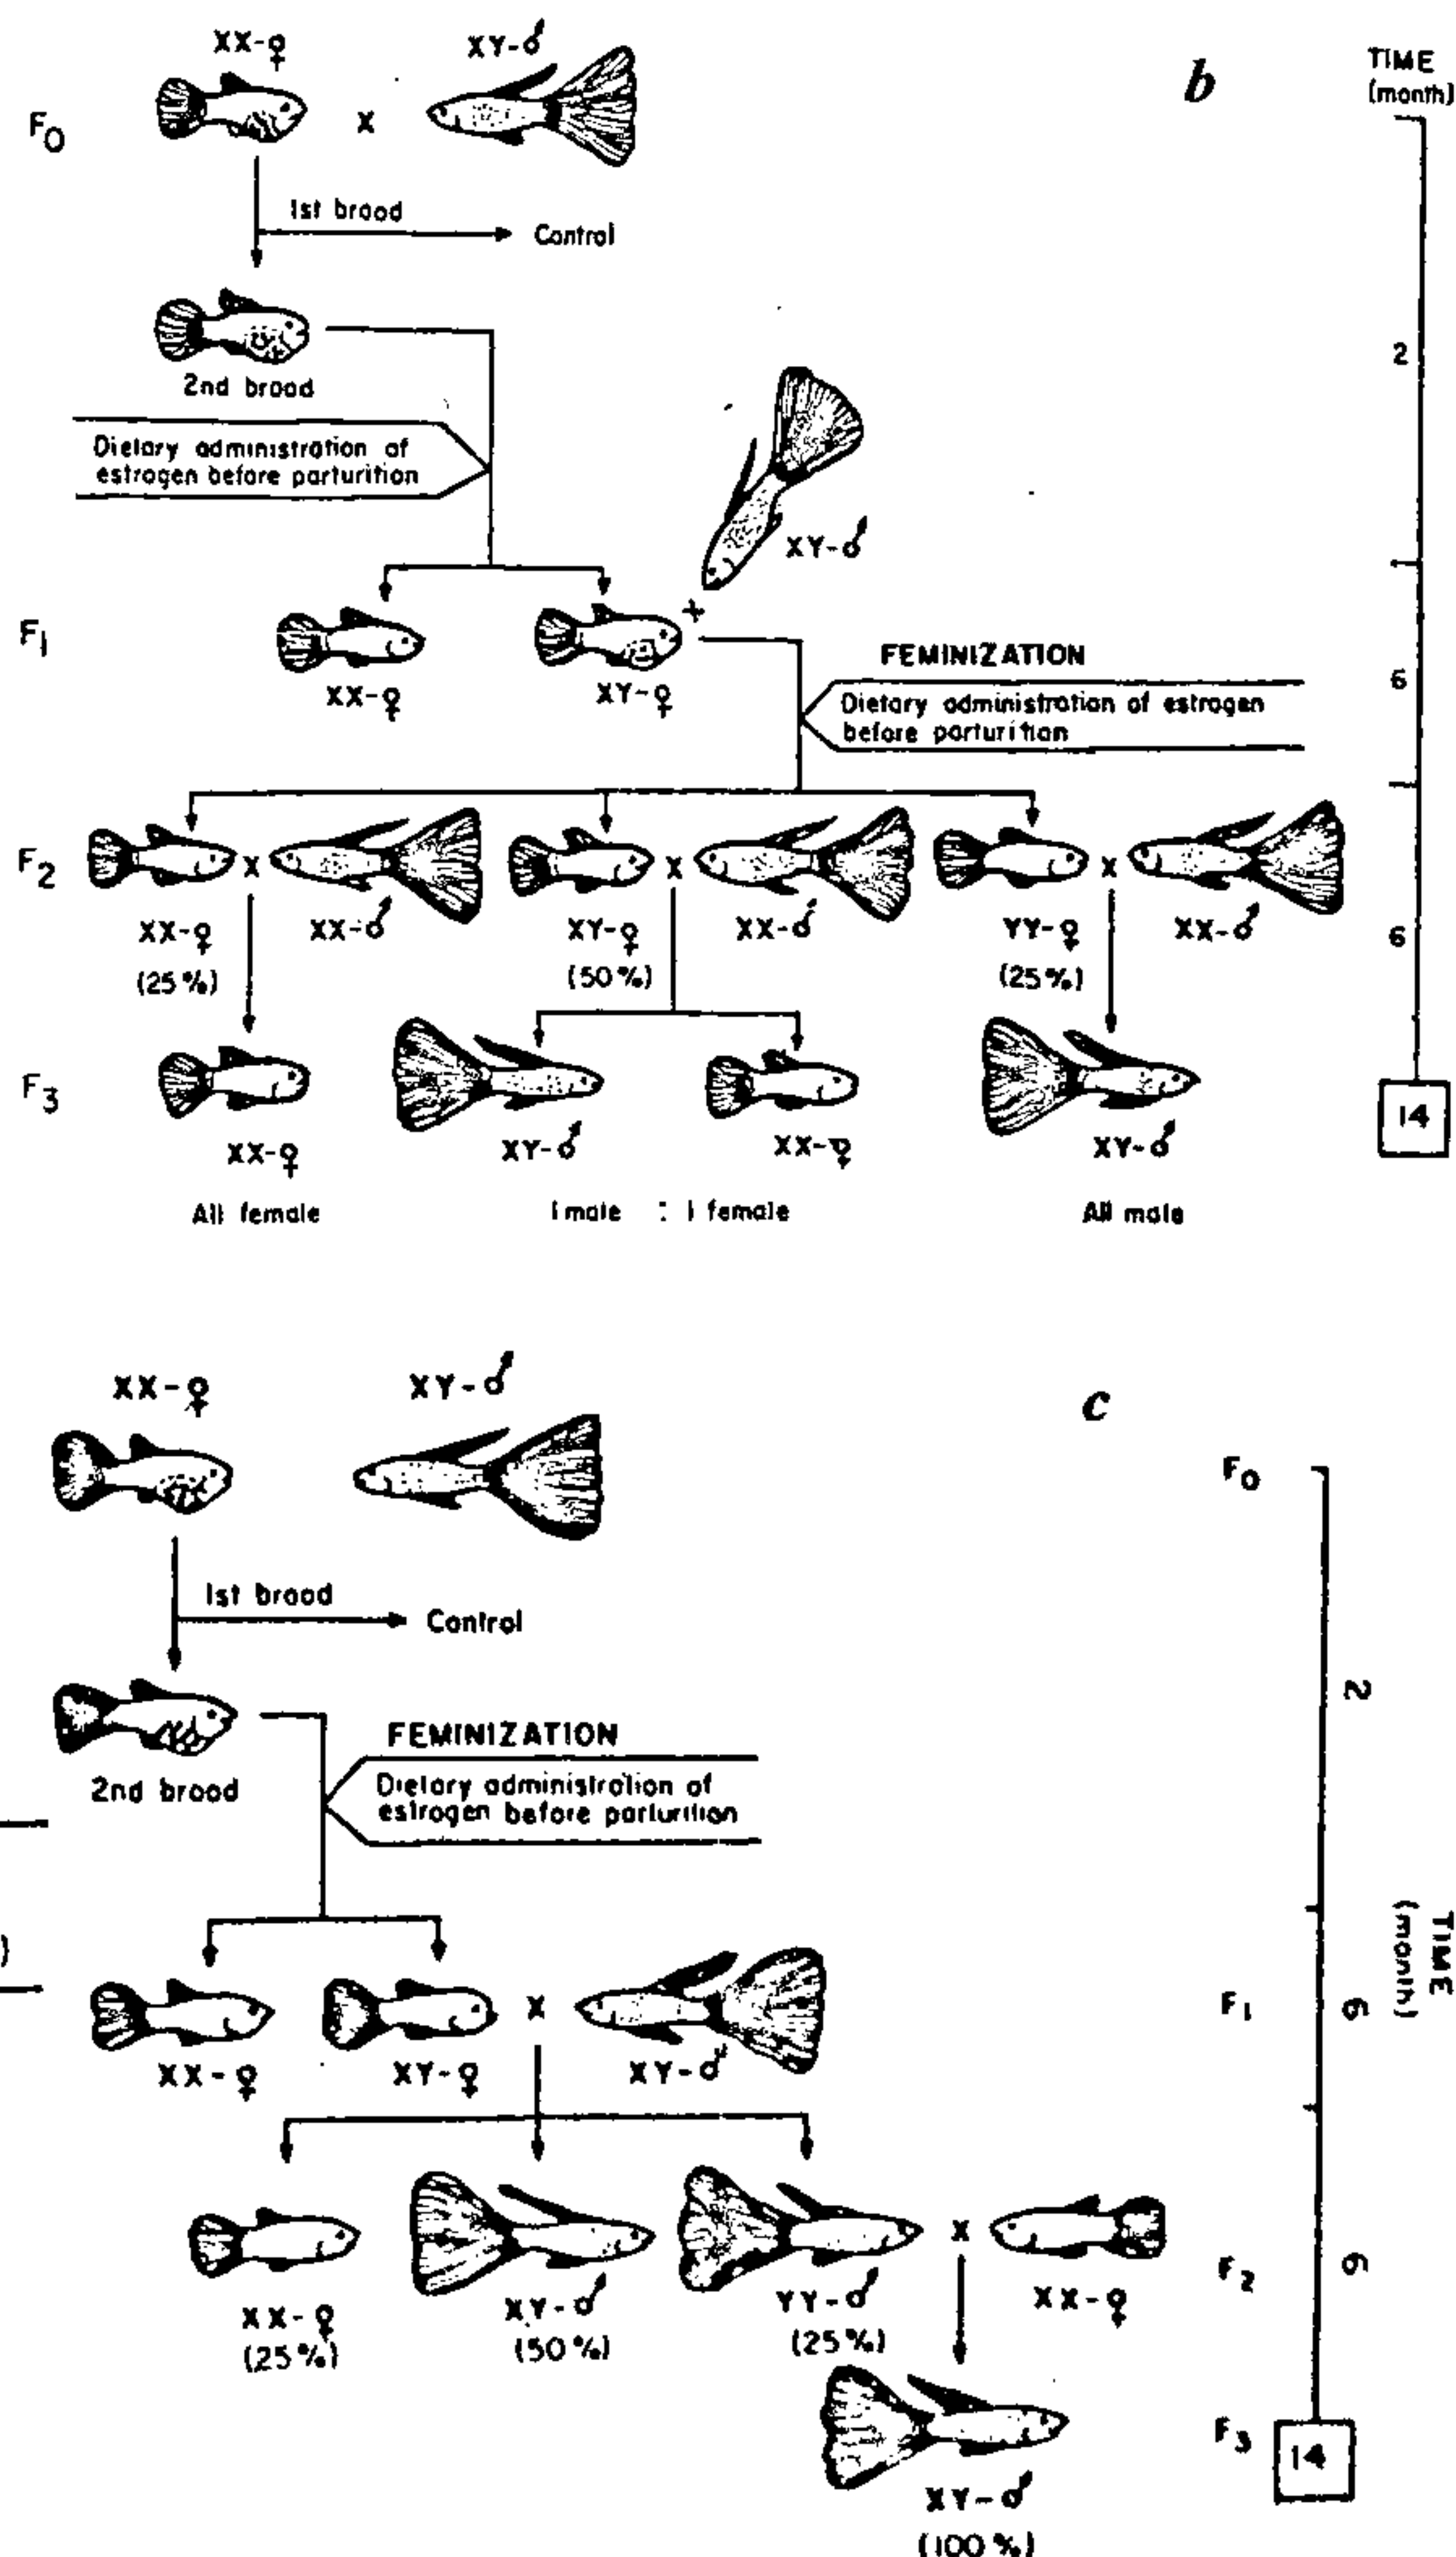 XX-♀ XY-♂
b
TIME
(month)
F0
x
1st brood
Control
2nd brood
2
Dietary administration of
estrogen before parturition
XY-♂
x
F1
XX-♀ XY-♀
FEMINIZATION
Dietary administration of estrogen
before parturition
6
F2
x x x
XX-♀ XX-♂ XY-♀ XX-♂ YY-♀ XX-♂
(25%) (50%) (25%)
6
F3
XX-♀ XY-♂ XX-♀ XY-♂
14
All female 1 male : 1 female All male
XX-♀ XY-♂
c
F0
1st brood
Control
2
2nd brood
FEMINIZATION
Dietary administration of
estrogen before parturition
TIME
(month)
)
x
F1
6
XX-♀ XY-♀ XY-♂
x
F2
6
XX-♀ XY-♂ YY-♂ XX-♀
(25%) (50%) (25%)
F3
14
XY-♂
(100%)